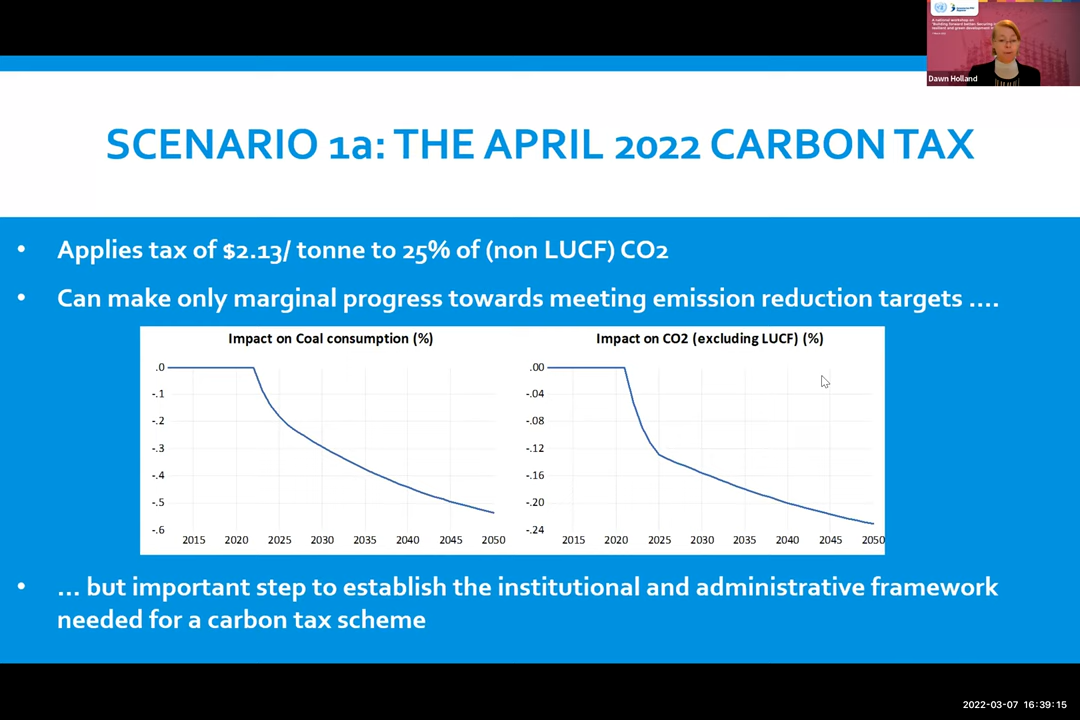 A national workshop on
Dawn Holland
SCENARIO 1a: THE APRIL 2022 CARBON TAX
• Applies tax of $2.13/ tonne to 25% of (non LUCF) CO2
• Can make only marginal progress towards meeting emission reduction targets ....
Impact on Coal consumption (%)
.0
-.1
-.2
-.3
-.4
-.5
-.6
2015 2020 2025 2030 2035 2040 2045 2050
Impact on CO2 (excluding LUCF) (%)
.00
-.04
-.08
-.12
-.16
-.20
-.24
2015 2020 2025 2030 2035 2040 2045 2050
• ... but important step to establish the institutional and administrative framework
needed for a carbon tax scheme
2022-03-07 16:39:15